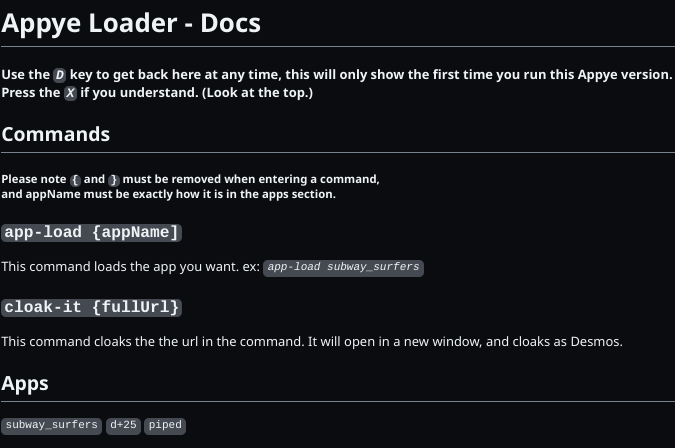 Appye Loader - Docs
Use the D key to get back here at any time, this will only show the first time you run this Appye version.
Press the X if you understand. (Look at the top.)
Commands
Please note { and } must be removed when entering a command,
and appName must be exactly how it is in the apps section.
app-load {appName]
This command loads the app you want. ex: app-load subway_surfers
cloak-it {fullUrl}
This command cloaks the the url in the command. It will open in a new window, and cloaks as Desmos.
Apps
subway_surfers d+25 piped